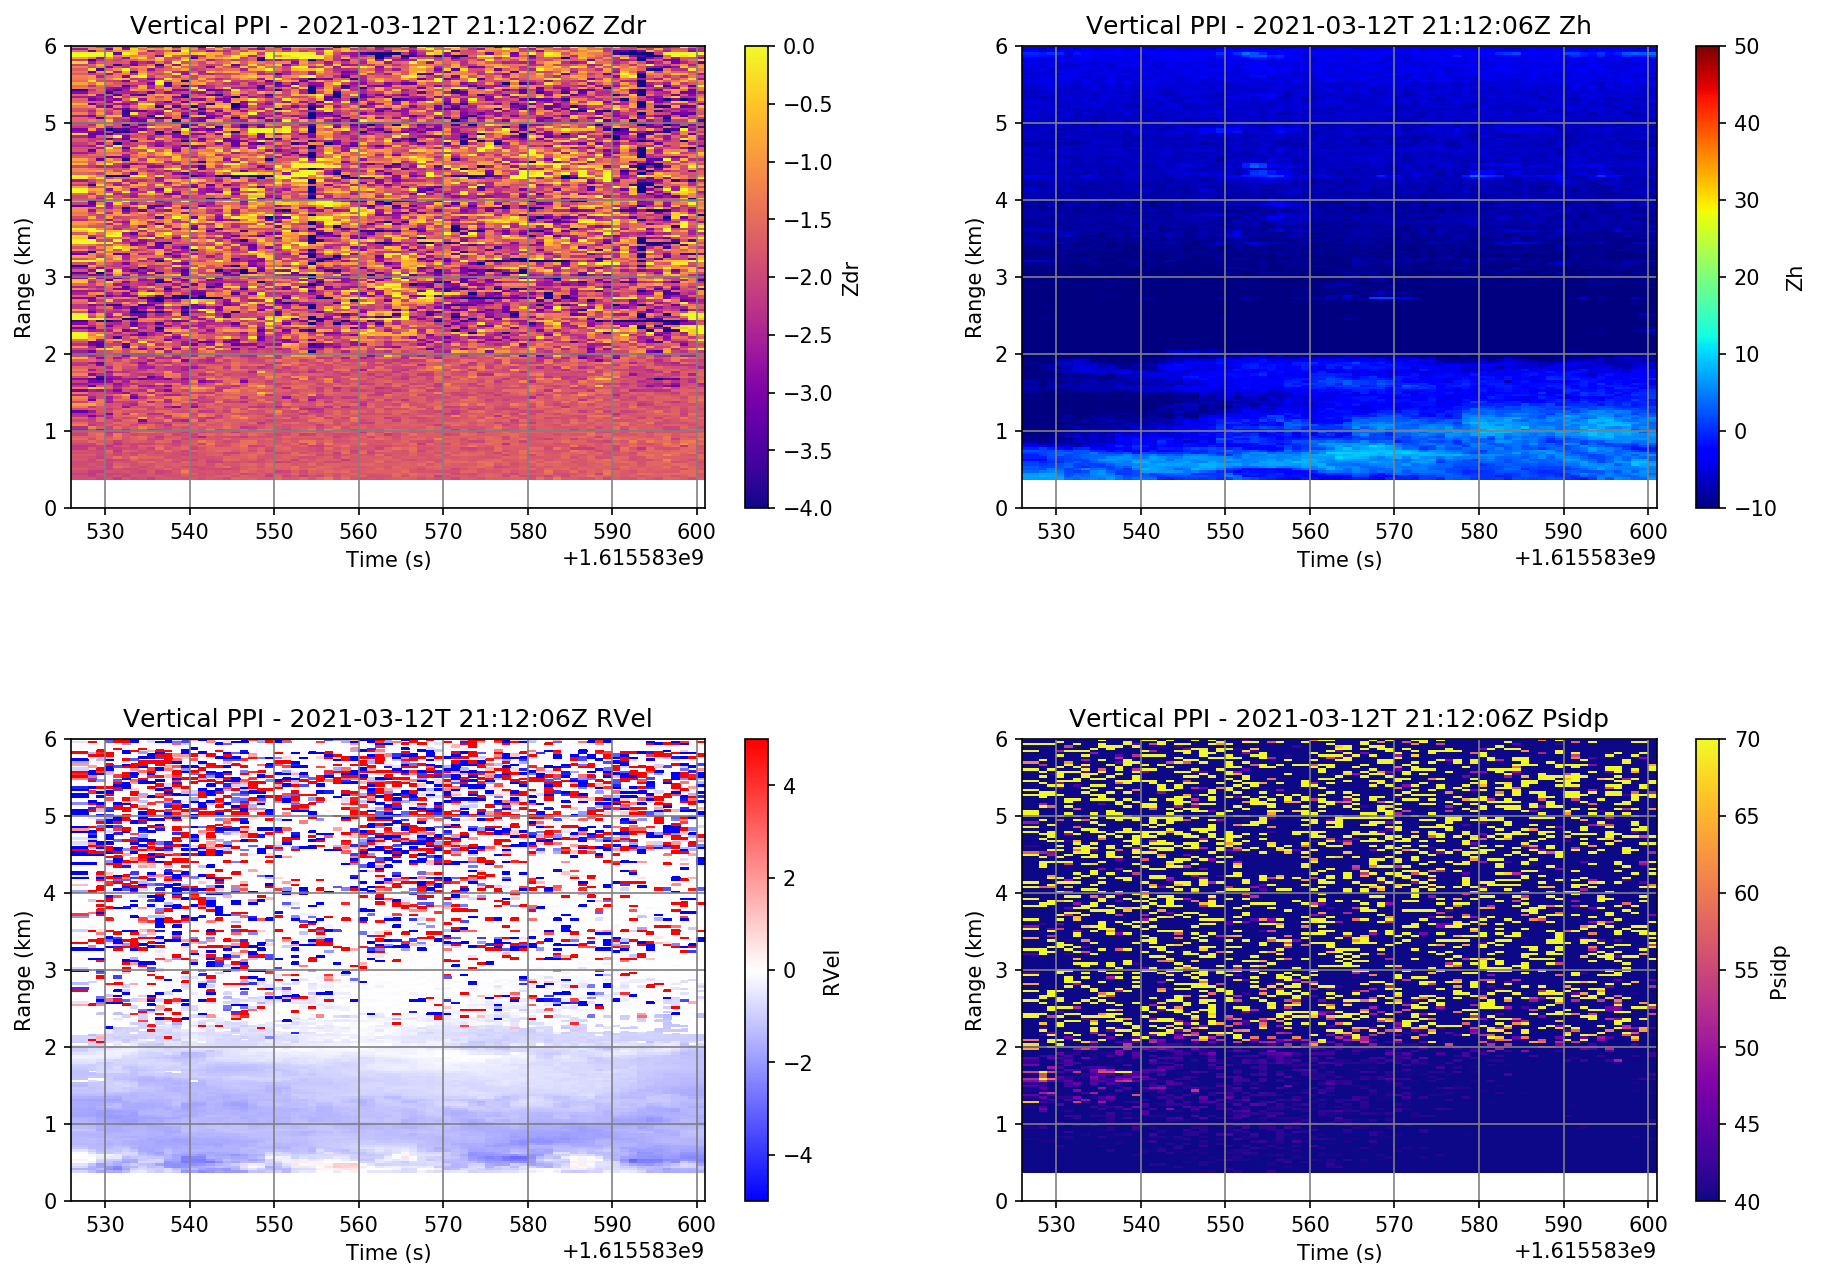 Vertical PPI - 2021-03-12T 21:12:06Z Zdr
6
5
4
3
2
1
0
Range (km)
530 540 550 560 570 580 590 600
Time (s)
+1.615583e9
0.0
−0.5
−1.0
−1.5
−2.0
−2.5
−3.0
−3.5
−4.0
Zdr
Vertical PPI - 2021-03-12T 21:12:06Z Zh
6
5
4
3
2
1
0
Range (km)
530 540 550 560 570 580 590 600
Time (s)
+1.615583e9
50
40
30
20
10
0
−10
Zh
Vertical PPI - 2021-03-12T 21:12:06Z RVel
6
5
4
3
2
1
0
Range (km)
530 540 550 560 570 580 590 600
Time (s)
+1.615583e9
4
2
0
−2
−4
RVel
Vertical PPI - 2021-03-12T 21:12:06Z Psidp
6
5
4
3
2
1
0
Range (km)
530 540 550 560 570 580 590 600
Time (s)
+1.615583e9
70
65
60
55
50
45
40
Psidp